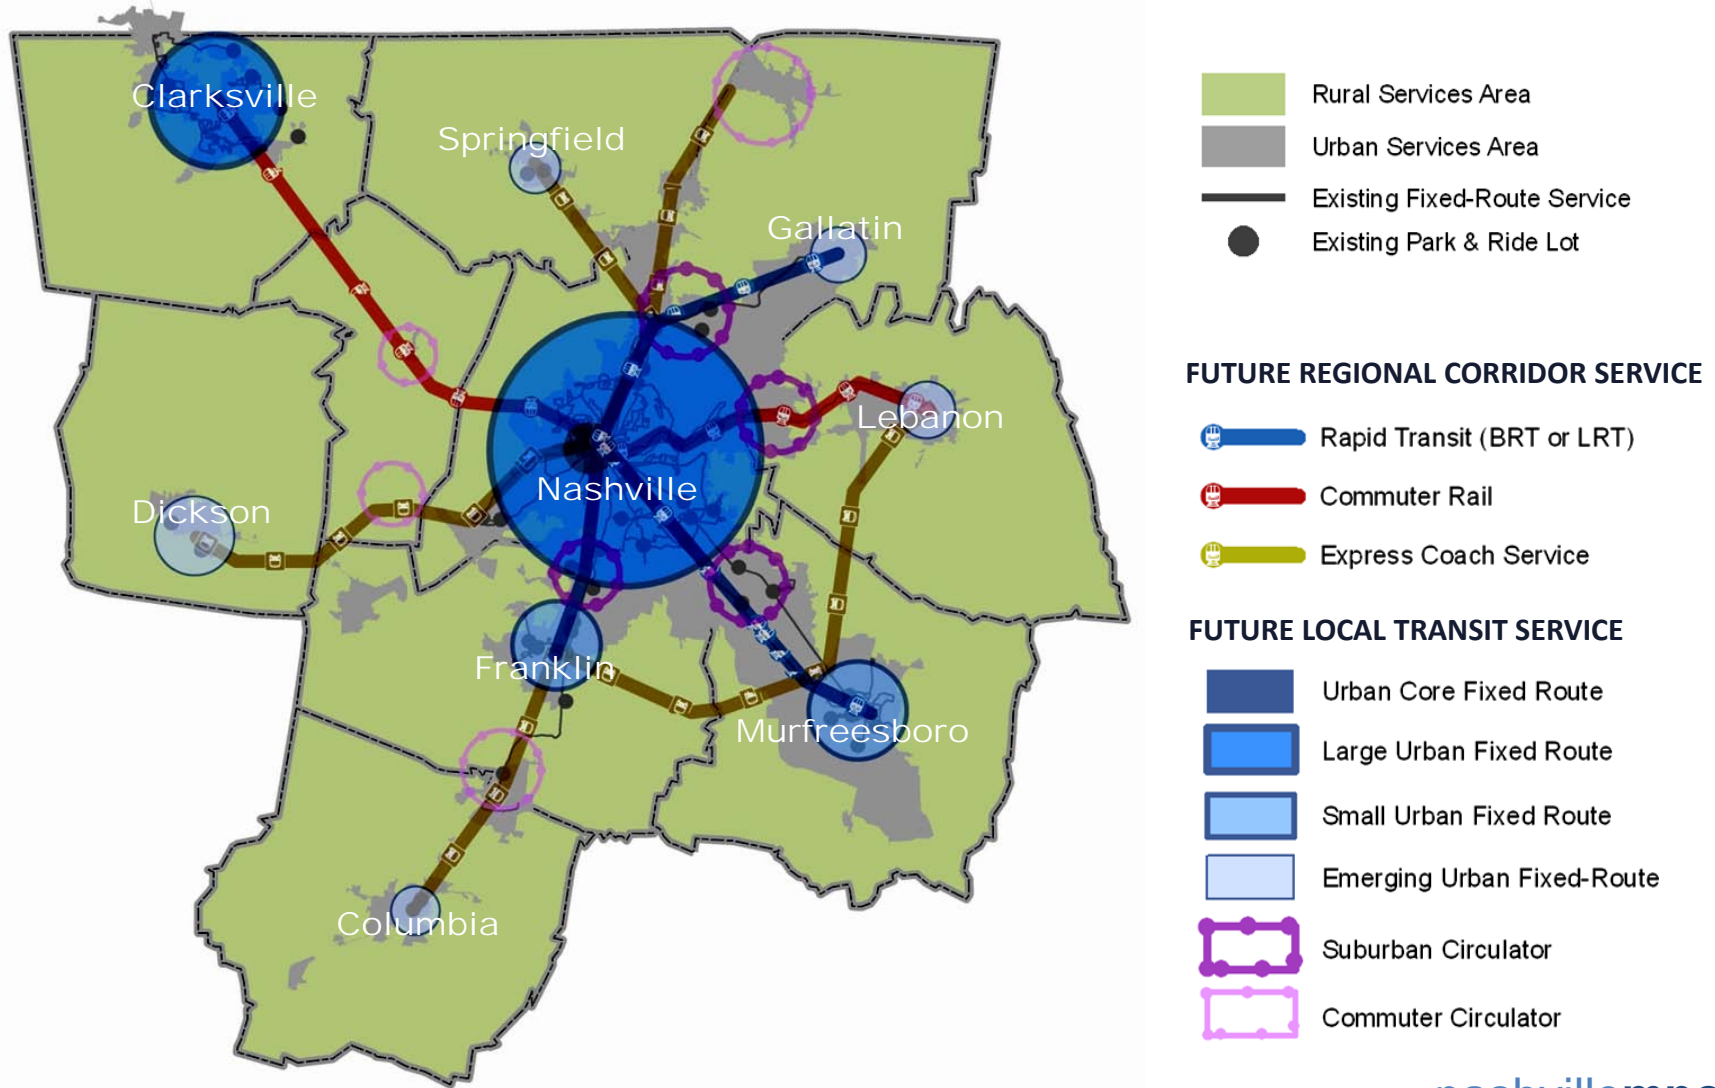 Clarksville
Springfield
Gallatin
Lebanon
Nashville
Dickson
Franklin
Murfreesboro
Columbia
Rural Services Area
Urban Services Area
Existing Fixed-Route Service
Existing Park & Ride Lot
FUTURE REGIONAL CORRIDOR SERVICE
Rapid Transit (BRT or LRT)
Commuter Rail
Express Coach Service
FUTURE LOCAL TRANSIT SERVICE
Urban Core Fixed Route
Large Urban Fixed Route
Small Urban Fixed Route
Emerging Urban Fixed-Route
Suburban Circulator
Commuter Circulator